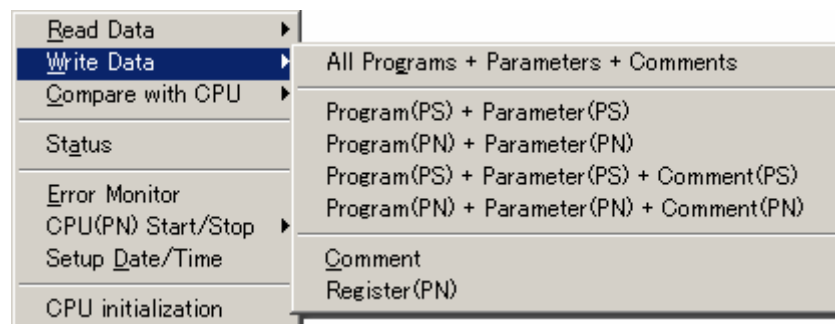 Read Data
Write Data
Compare with CPU
Status
Error Monitor
CPU(PN) Start/Stop
Setup Date/Time
CPU initialization
All Programs + Parameters + Comments
Program(PS) + Parameter(PS)
Program(PN) + Parameter(PN)
Program(PS) + Parameter(PS) + Comment(PS)
Program(PN) + Parameter(PN) + Comment(PN)
Comment
Register(PN)